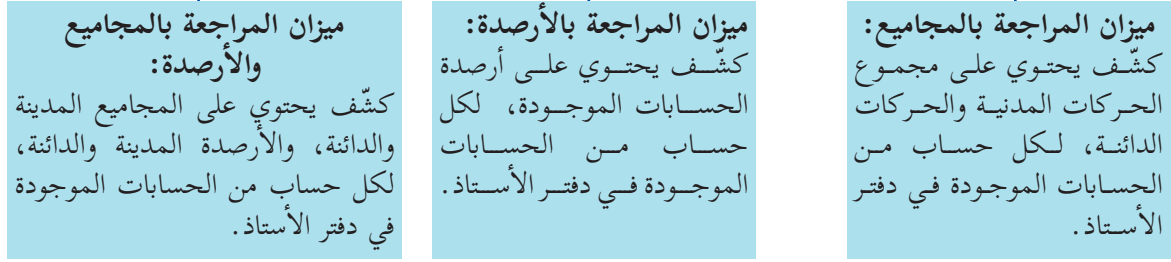 ميزان المراجعة بالمجاميع:
كشّف يحتوي على مجموع
الحركات المدنية والحركات
الدائنة، لكل حساب من
الحسابات الموجودة في دفتر
الأستاذ.
ميزان المراجعة بالأرصدة:
كشّف يحتوي على أرصدة
الحسابات الموجودة، لكل
حساب من الحسابات
الموجودة في دفتر الأستاذ.
ميزان المراجعة بالمجاميع
والأرصدة:
كشّف يحتوي على المجاميع المدينة
والدائنة، والأرصدة المدينة والدائنة،
لكل حساب من الحسابات الموجودة
في دفتر الأستاذ.